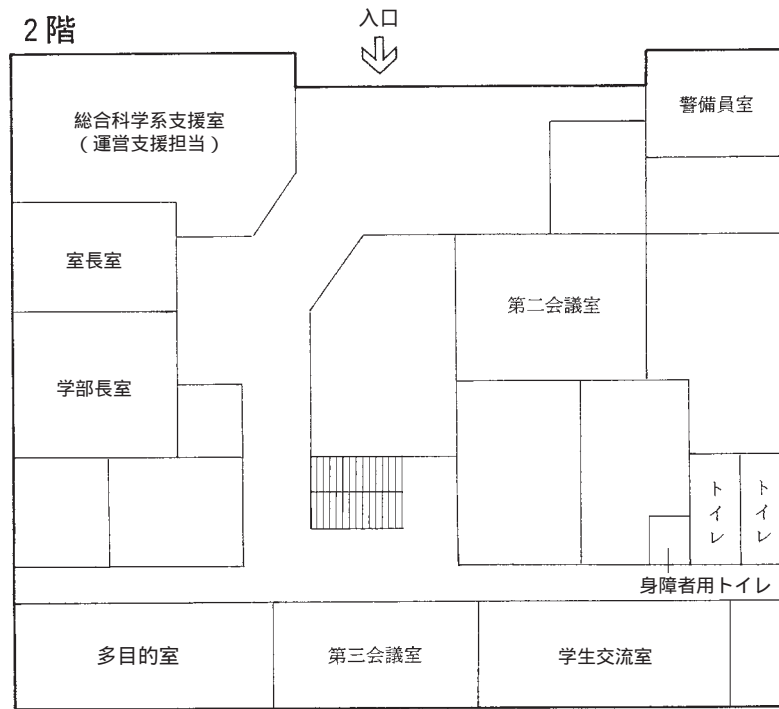 2階
入口
総合科学系支援室
（運営支援担当）
警備員室
室長室
第二会議室
学部長室
トイレ
トイレ
身障者用トイレ
多目的室
第三会議室
学生交流室